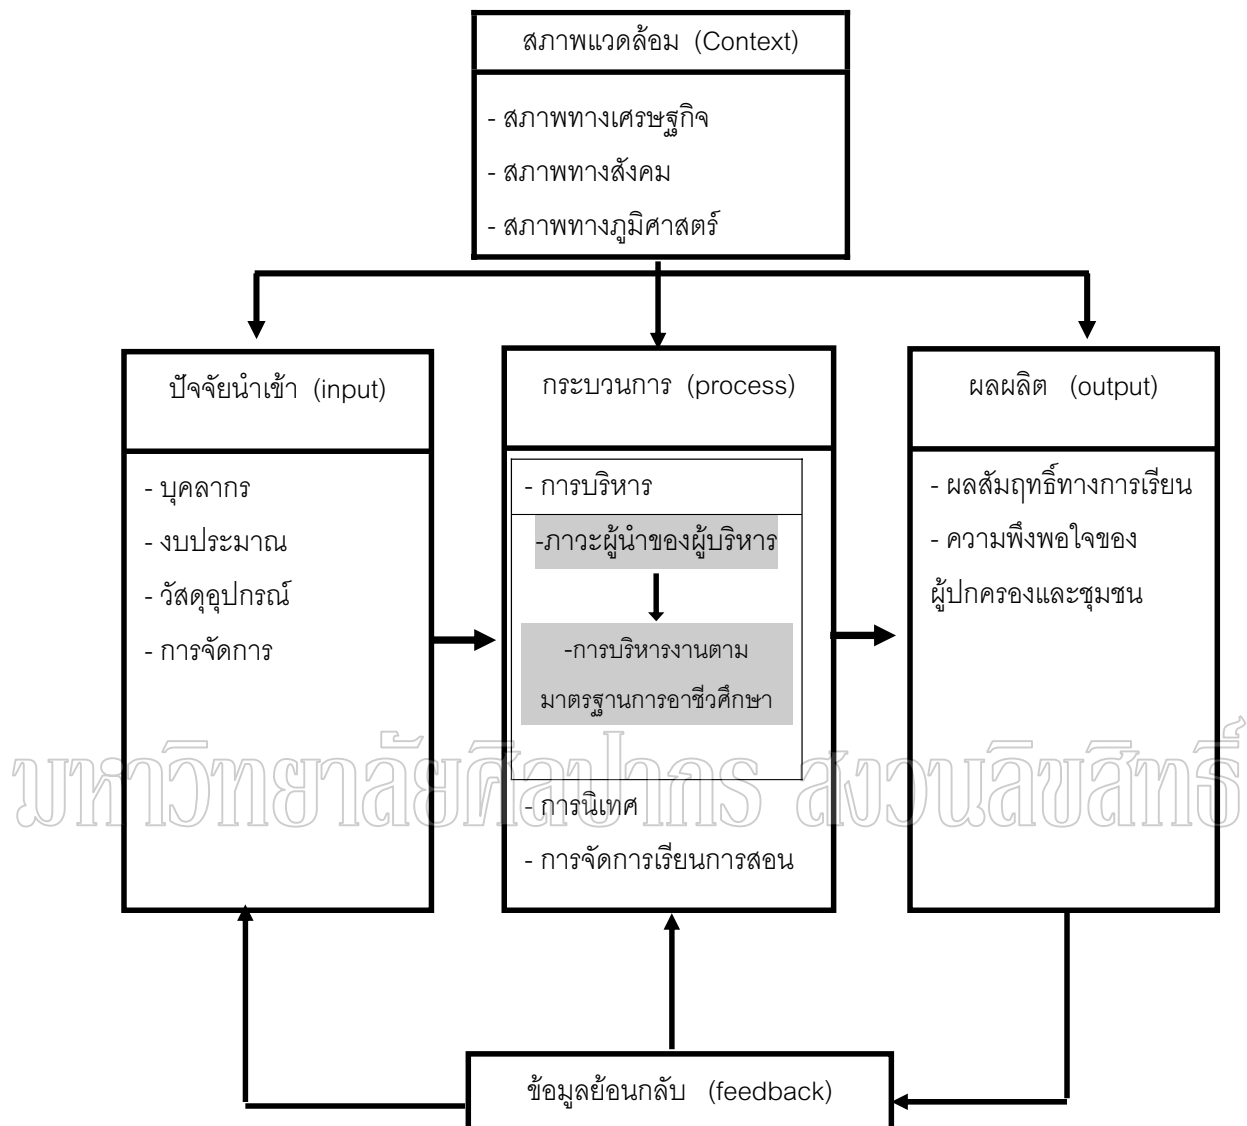 สภาพแวดล้อม (Context)
- สภาพทางเศรษฐกิจ
- สภาพทางสังคม
- สภาพทางภูมิศาสตร์
ปัจจัยนำเข้า (input)
- บุคลากร
- งบประมาณ
- วัสดุอุปกรณ์
- การจัดการ
กระบวนการ (process)
- การบริหาร
-ภาวะผู้นำของผู้บริหาร
-การบริหารงานตาม
มาตรฐานการอาชีวศึกษา
- การนิเทศ
- การจัดการเรียนการสอน
ผลผลิต (output)
- ผลสัมฤทธิ์ทางการเรียน
- ความพึงพอใจของ
ผู้ปกครองและชุมชน
มหาวิทยาลัยศิลปากร สงวนลิขสิทธิ์
ข้อมูลย้อนกลับ (feedback)